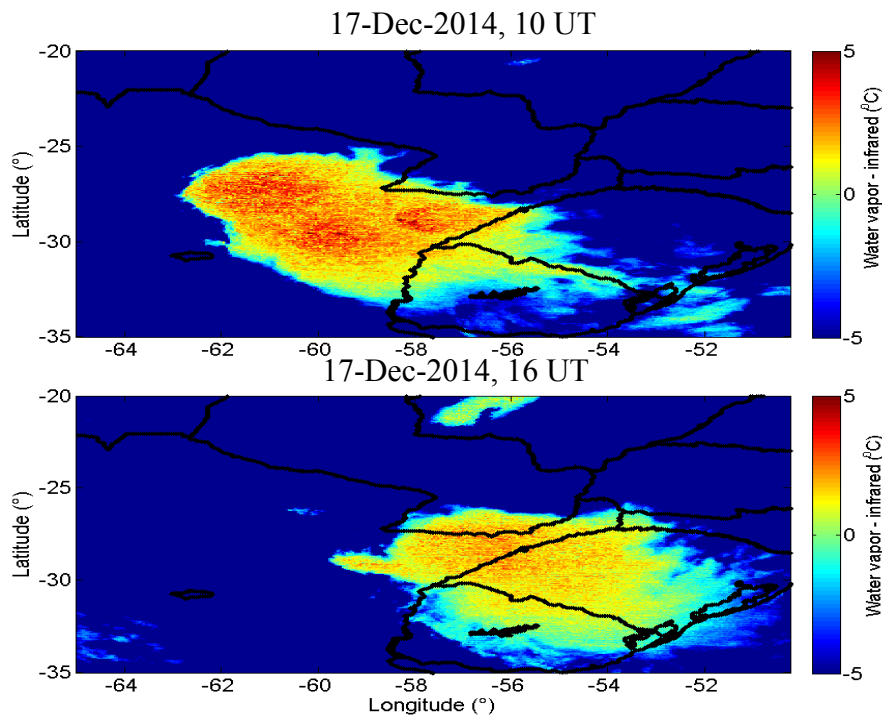 17-Dec-2014, 10 UT
-20
-25
-30
-35
Latitude (°)
-64 -62 -60 -58 -56 -54 -52
5
0
-5
Water vapor - infrared (⁰C)
17-Dec-2014, 16 UT
-20
-25
-30
-35
Latitude (°)
-64 -62 -60 -58 -56 -54 -52
Longitude (°)
5
0
-5
Water vapor - infrared (⁰C)